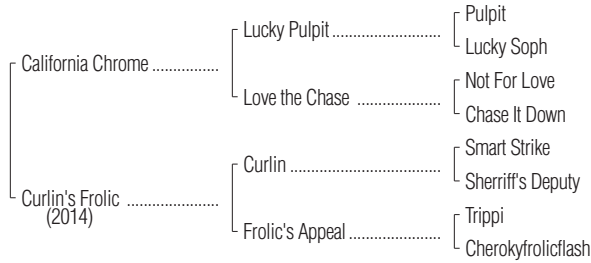 Pulpit
Lucky Pulpit ......................
Lucky Soph
California Chrome ................
Not For Love
Love the Chase .................
Chase It Down
Smart Strike
Curlin ...............................
Sherriff's Deputy
Curlin's Frolic ......................
(2014)
Trippi
Frolic's Appeal ...................
Cherokyfrolicflash